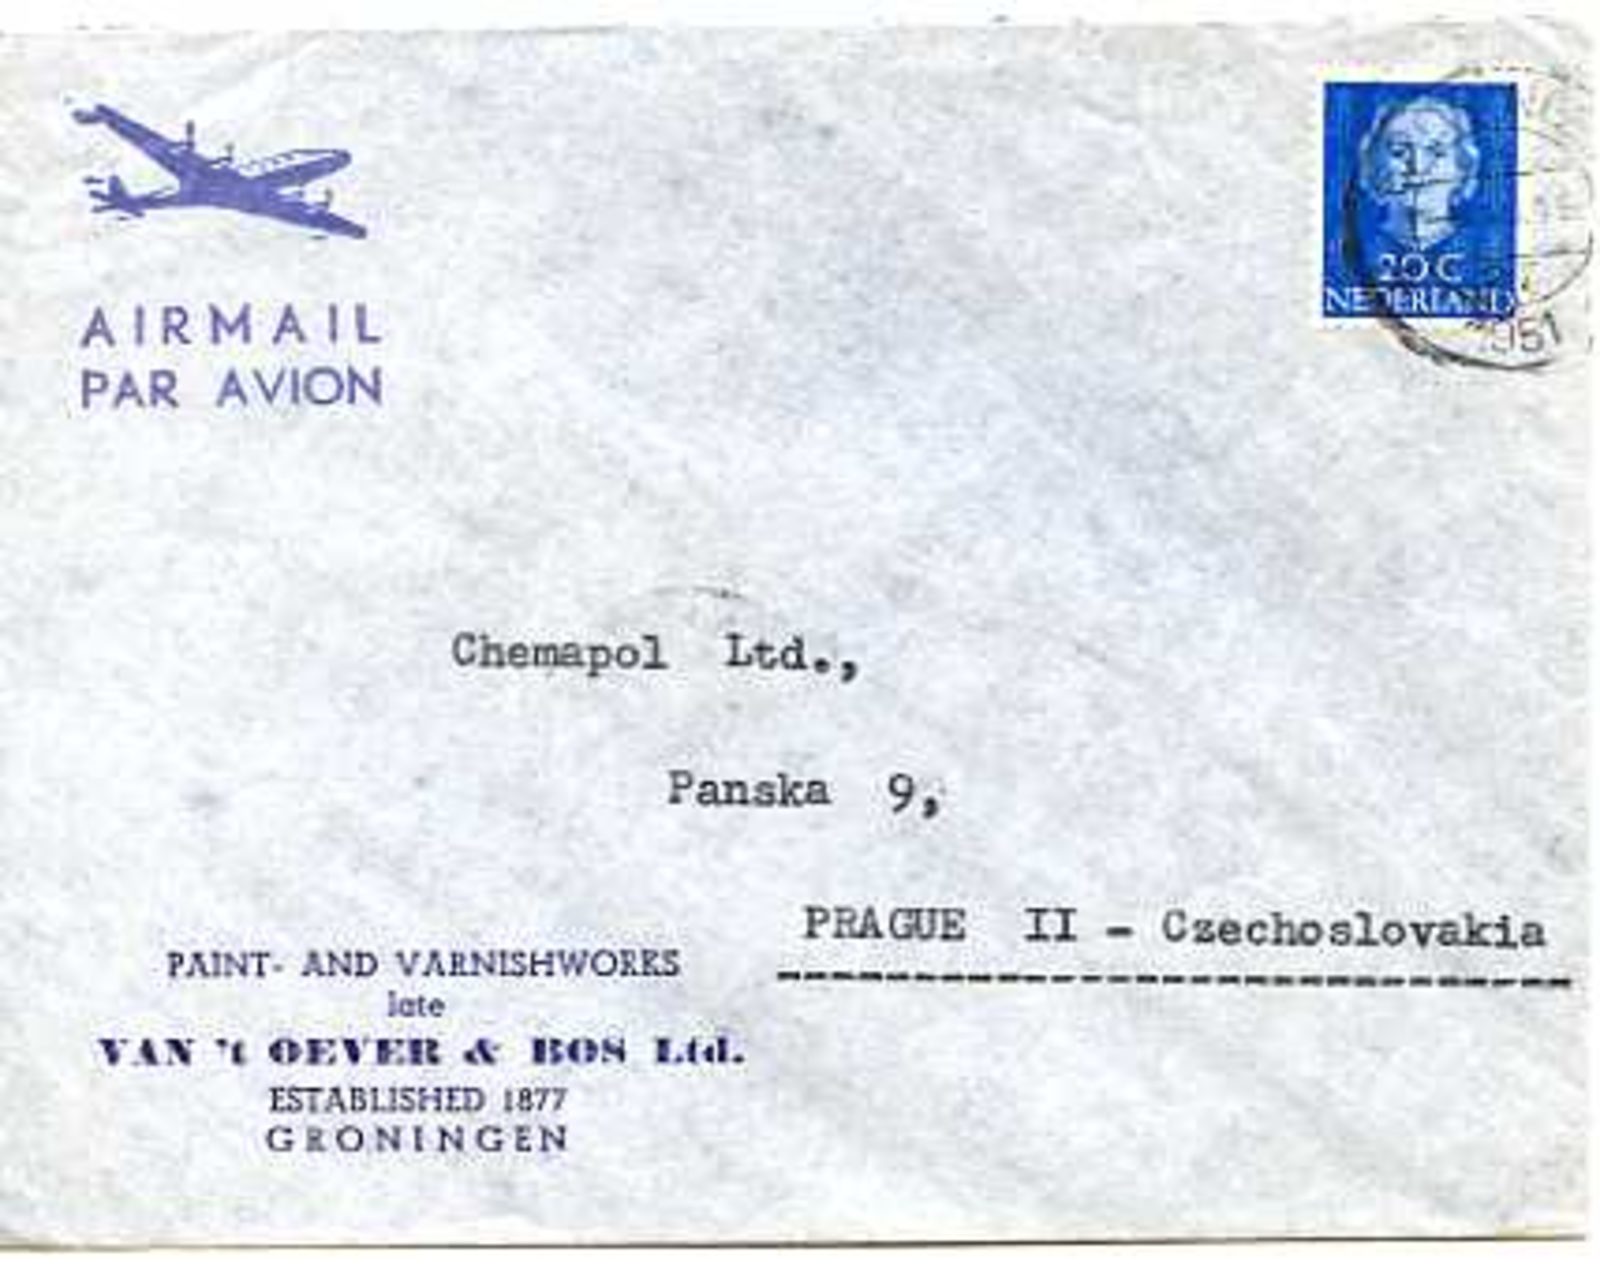 AIRMAIL
PAR AVION
20 C
NEDERLAND
1951
Chemapol Ltd.,
Panska 9,
PRAGUE II - Czechoslovakia
PAINT- AND VARNISHWORKS
late
VAN 't OEVER & BOS Ltd.
ESTABLISHED 1877
GRONINGEN